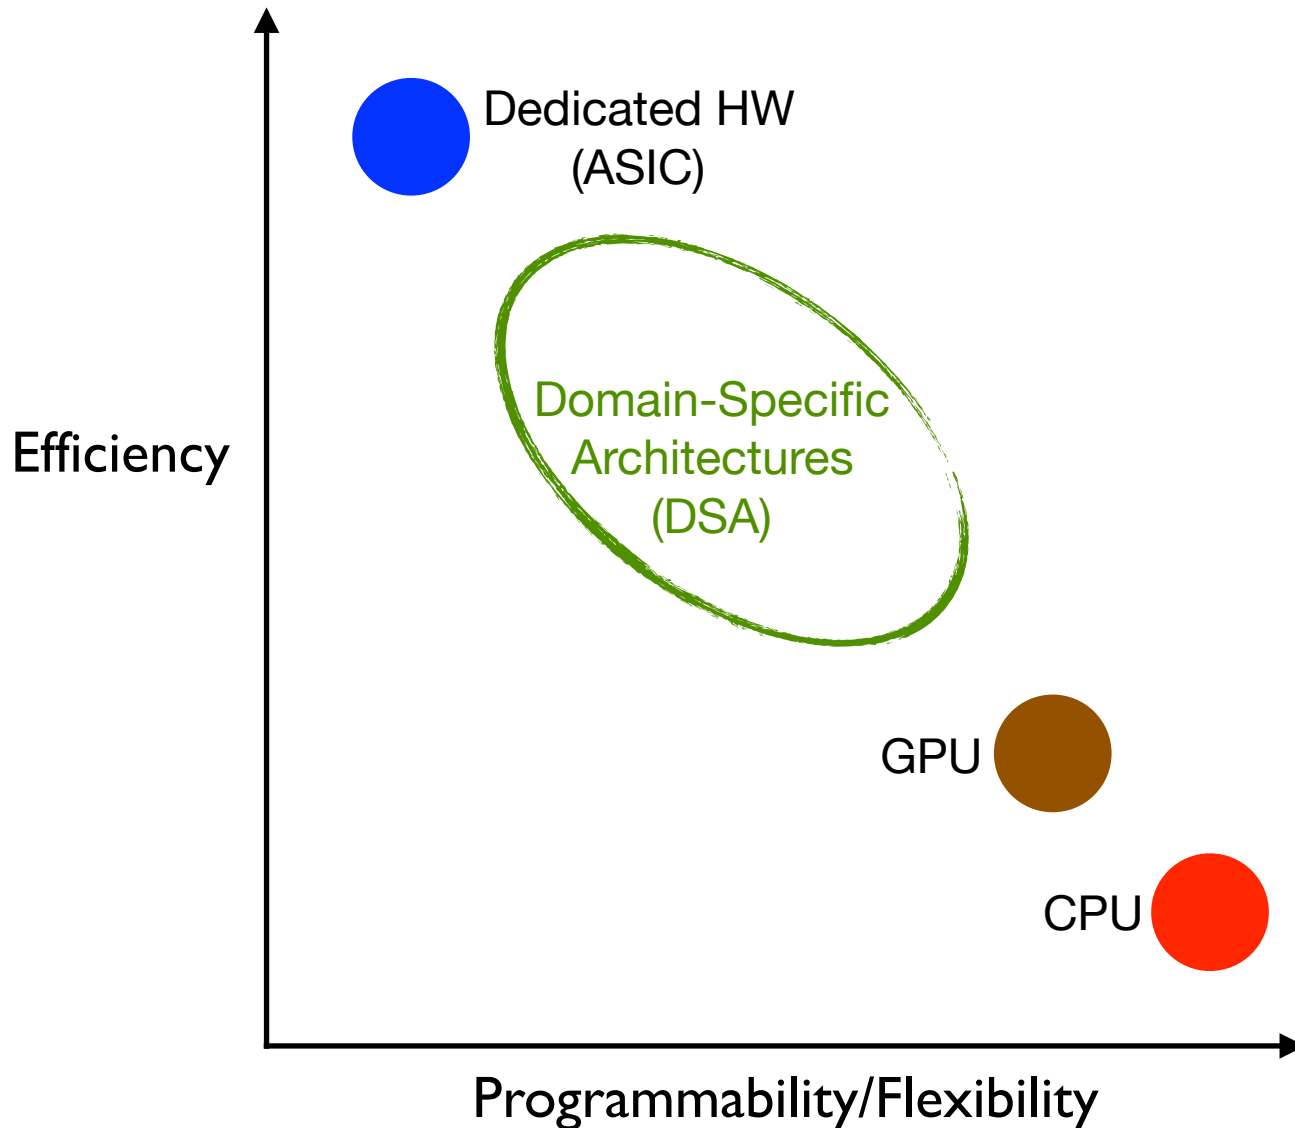 Dedicated HW
(ASIC)
Domain-Specific
Architectures
(DSA)
Efficiency
GPU
CPU
Programmability/Flexibility